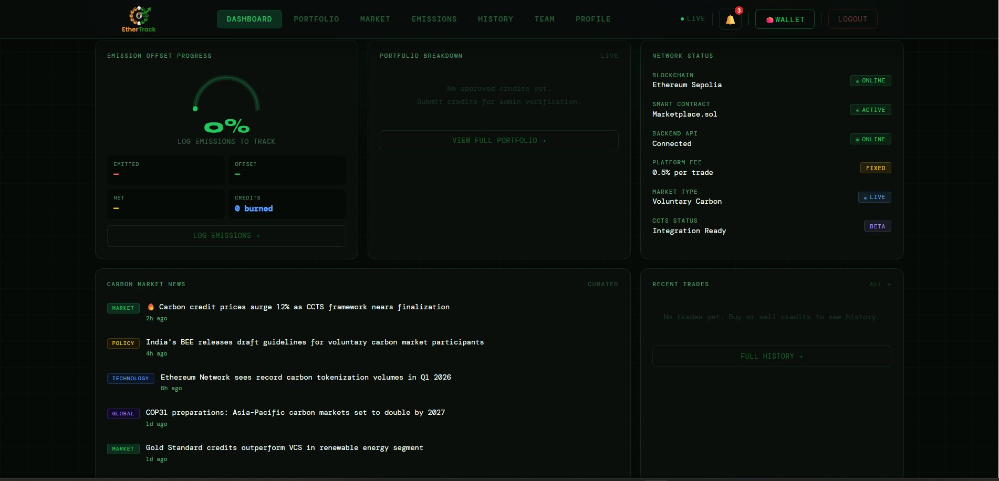 EtherTrack
DASHBOARD
PORTFOLIO
MARKET
EMISSIONS
HISTORY
TEAM
PROFILE
LIVE
3
WALLET
LOGOUT
EMISSION OFFSET PROGRESS
0%
LOG EMISSIONS TO TRACK
EMITTED
—
OFFSET
—
NET
—
CREDITS
0 burned
LOG EMISSIONS →
PORTFOLIO BREAKDOWN
LIVE
No approved credits yet.
Submit credits for admin verification.
VIEW FULL PORTFOLIO →
NETWORK STATUS
BLOCKCHAIN
Ethereum Sepolia
ONLINE
SMART CONTRACT
Marketplace.sol
ACTIVE
BACKEND API
Connected
ONLINE
PLATFORM FEE
0.5% per trade
FIXED
MARKET TYPE
Voluntary Carbon
LIVE
CCTS STATUS
Integration Ready
BETA
CARBON MARKET NEWS
CURATED
MARKET
🔥 Carbon credit prices surge 12% as CCTS framework nears finalization
2h ago
POLICY
India's BEE releases draft guidelines for voluntary carbon market participants
4h ago
TECHNOLOGY
Ethereum Network sees record carbon tokenization volumes in Q1 2026
6h ago
GLOBAL
COP31 preparations: Asia-Pacific carbon markets set to double by 2027
1d ago
MARKET
Gold Standard credits outperform VCS in renewable energy segment
1d ago
RECENT TRADES
ALL →
No trades yet. Buy or sell credits to see history.
FULL HISTORY →